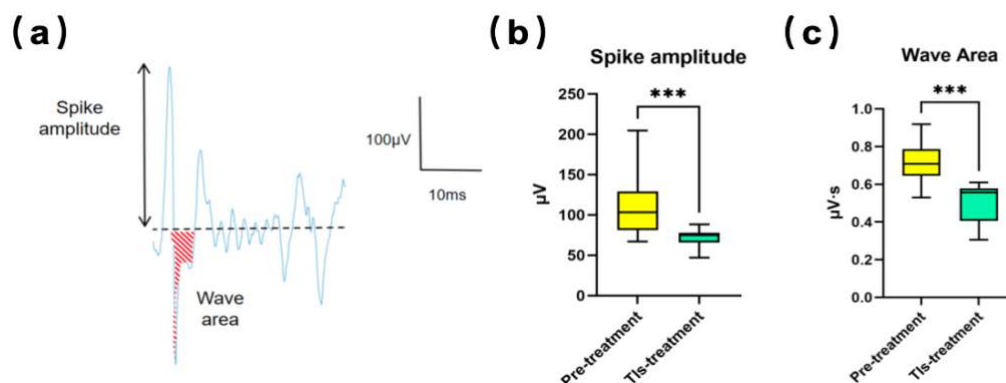 (a)
Spike
amplitude
100μV
10ms
Wave
area
(b)
Spike amplitude
***
250
200
150
100
50
0
μV
Pre-treatment
TIs-treatment
(c)
Wave Area
***
1.0
0.8
0.6
0.4
0.2
0.0
μV·s
Pre-treatment
TIs-treatment